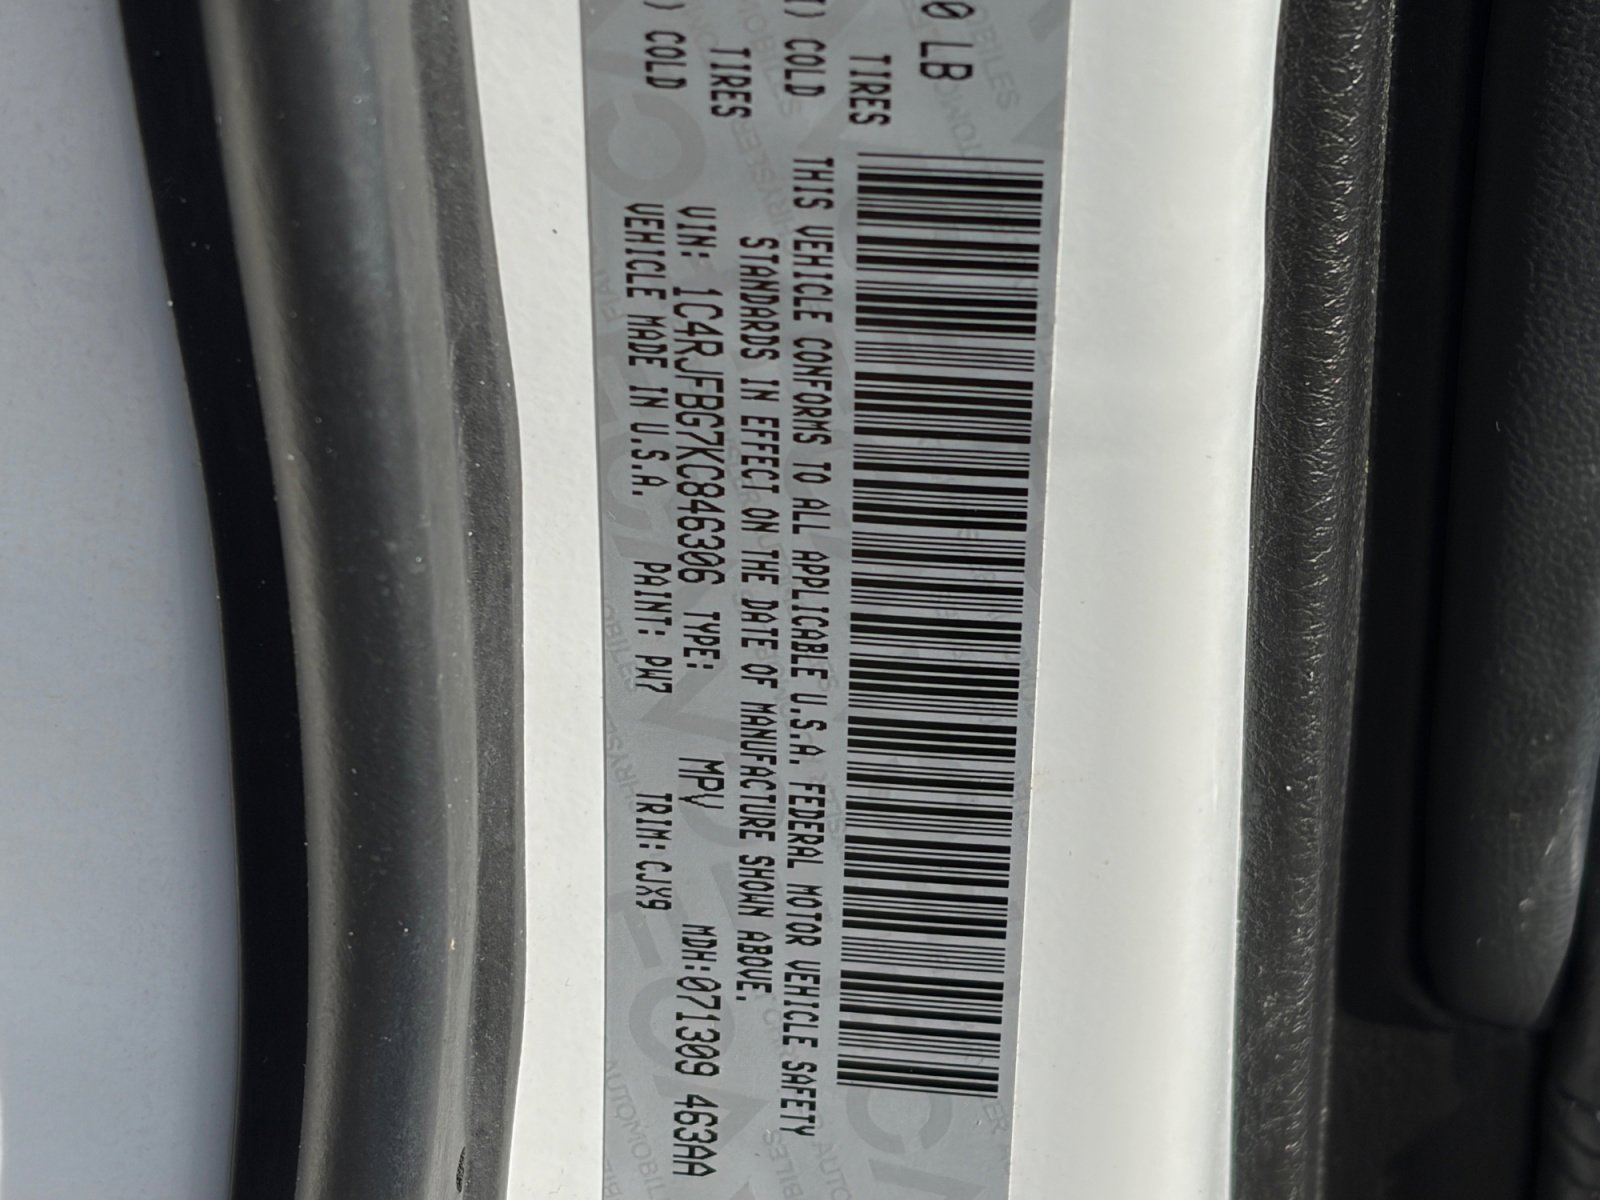 0 LB
TIRES
I) COLD
TIRES
) COLD
THIS VEHICLE CONFORMS TO ALL APPLICABLE U.S.A. FEDERAL MOTOR VEHICLE SAFETY
STANDARDS IN EFFECT ON THE DATE OF MANUFACTURE SHOWN ABOVE.
VIN: 1C4RJFBG7KC846306 TYPE: MPV MDH:071309 463AA
VEHICLE MADE IN U.S.A. PAINT: PW7 TRIM:CJX9